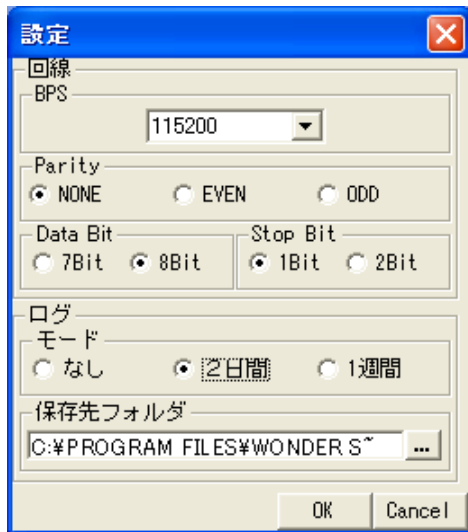 設定
回線
BPS
115200
Parity
NONE EVEN ODD
Data Bit Stop Bit
7Bit 8Bit 1Bit 2Bit
ログ
モード
なし 2日間 1週間
保存先フォルダ
C:¥PROGRAM FILES¥WONDER S~ ...
OK Cancel